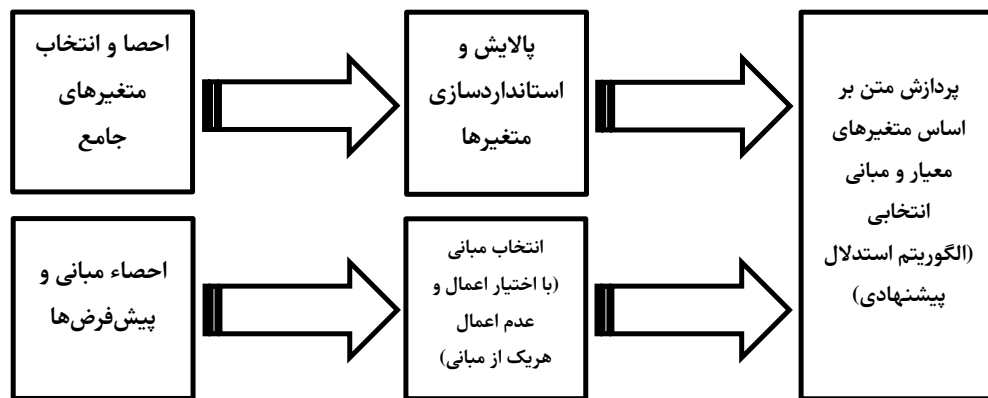 احصا و انتخاب
متغیرهای
جامع
پالایش و
استانداردسازی
متغیرها
پردازش متن بر
اساس متغیرهای
معیار و مبانی
انتخابی
(الگوریتم استدلال
پیشنهادی)
احصاء مبانی و
پیش‌فرض‌ها
انتخاب مبانی
(با اختیار اعمال و
عدم اعمال
هریک از مبانی)